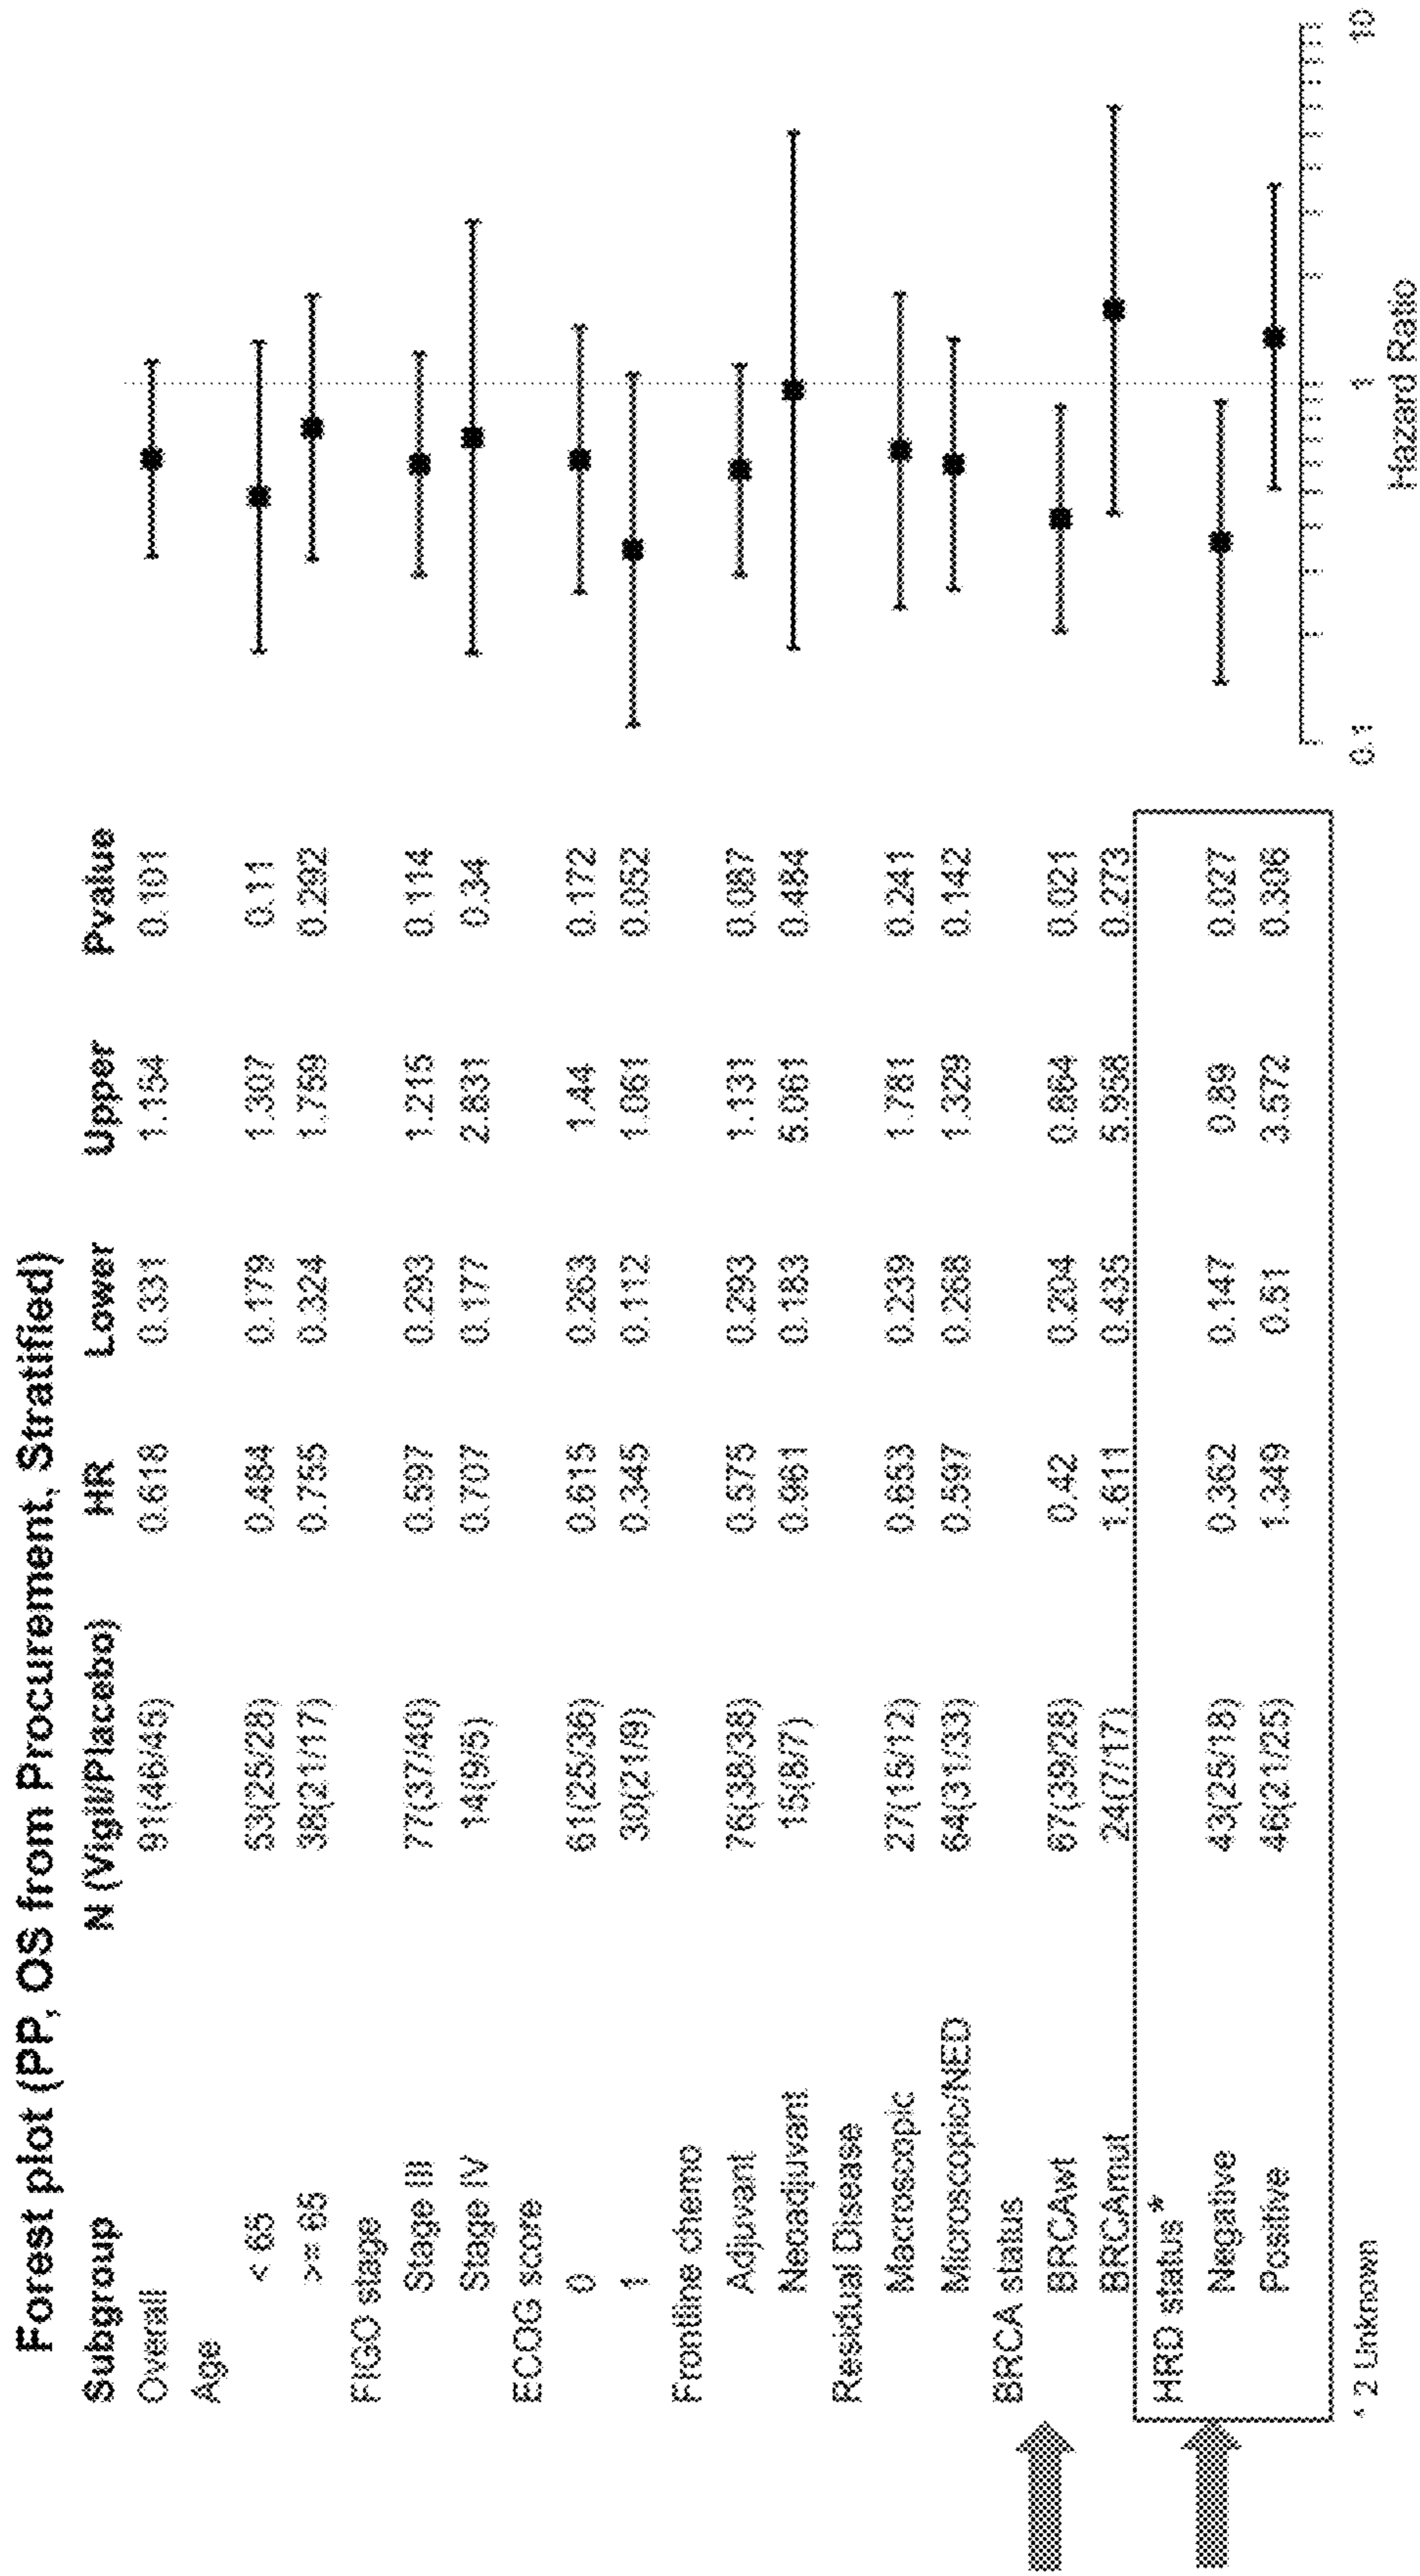 Forest plot (PP, OS from Procurement, Stratified)
Subgroup N (Vigil/Placebo) HR Lower Upper Pvalue
Overall 91(46/45) 0.618 0.331 1.154 0.101
Age
< 65 53(25/28) 0.484 0.179 1.307 0.11
>= 65 38(21/17) 0.755 0.324 1.759 0.292
FIGO stage
Stage III 77(37/40) 0.597 0.293 1.215 0.114
Stage IV 14(9/5) 0.707 0.177 2.831 0.34
ECOG score
0 61(25/36) 0.615 0.263 1.44 0.172
1 30(21/9) 0.345 0.112 1.061 0.052
Frontline chemo
Adjuvant 76(38/38) 0.575 0.293 1.131 0.087
Neoadjuvant 15(8/7) 0.961 0.183 5.061 0.484
Residual Disease
Macroscopic 27(15/12) 0.653 0.239 1.781 0.241
Microscopic/NED 64(31/33) 0.597 0.268 1.329 0.142
BRCA status
BRCAwt 67(39/28) 0.42 0.204 0.864 0.021
BRCAmut 24(7/17) 1.611 0.435 5.958 0.273
HRD status*
Negative 43(25/18) 0.362 0.147 0.89 0.027
Positive 46(21/25) 1.349 0.51 3.572 0.306
0.1 1 10
Hazard Ratio
* 2 Unknown